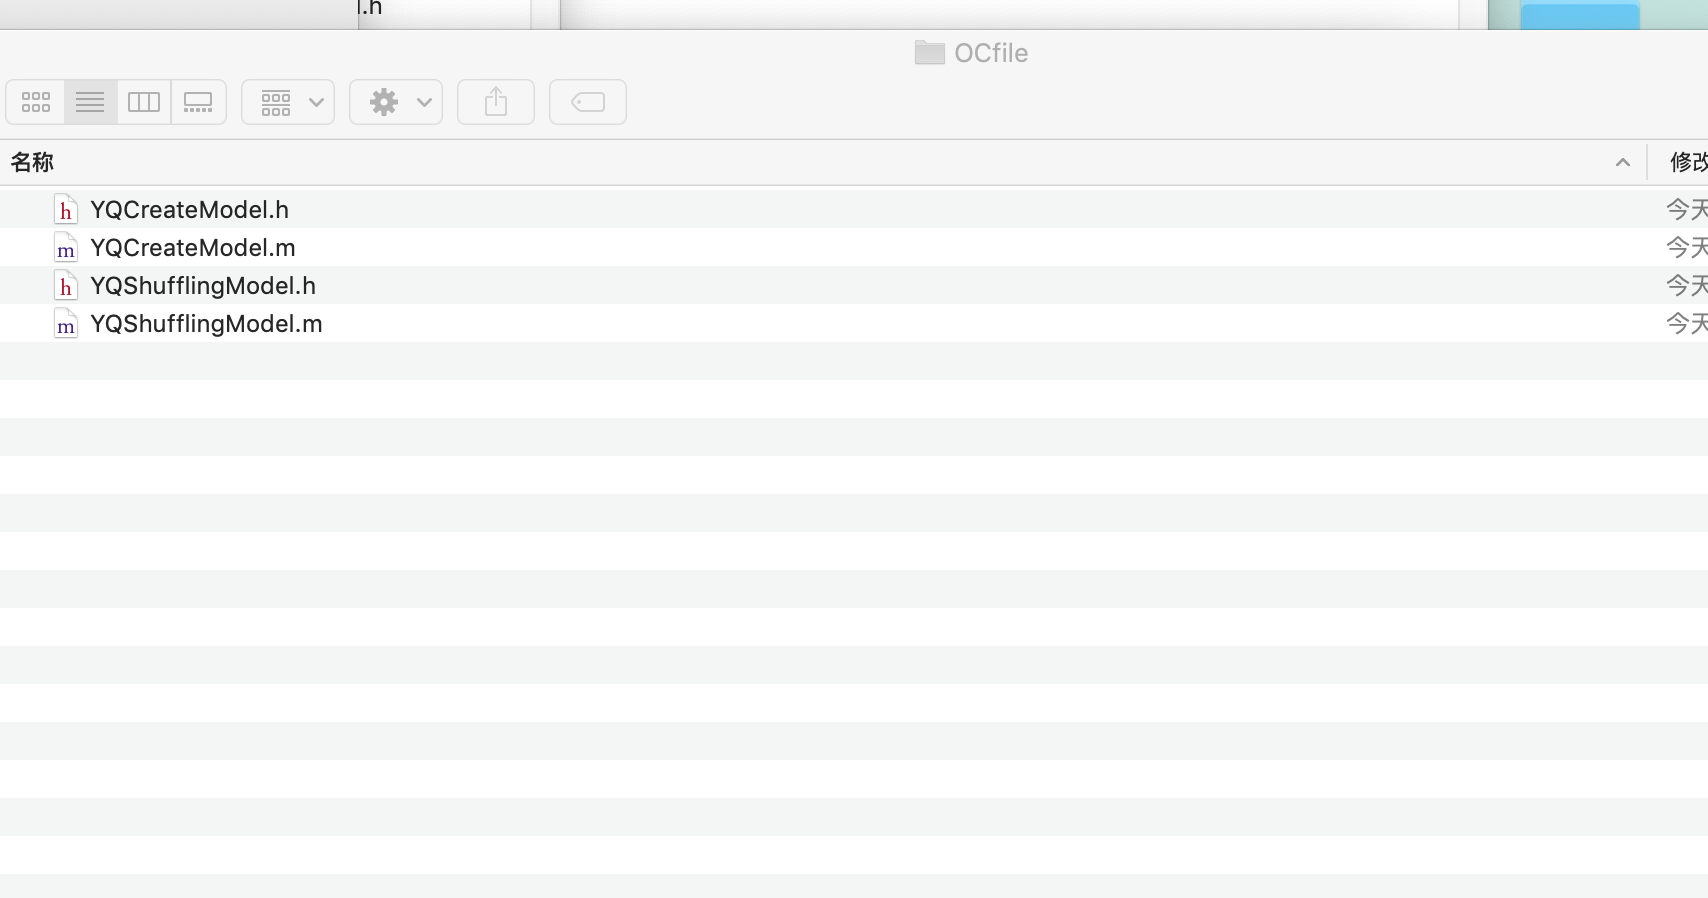 .h
OCfile
名称
修改
h YQCreateModel.h
今天
m YQCreateModel.m
今天
h YQShufflingModel.h
今天
m YQShufflingModel.m
今天